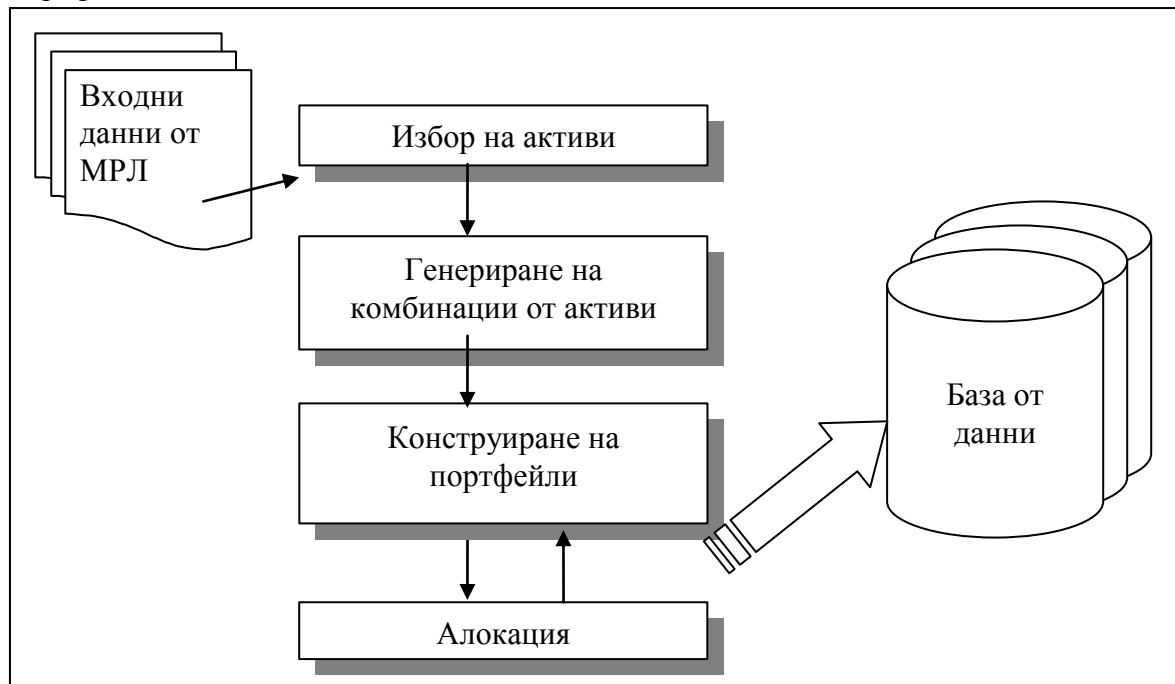 Входни
данни от
МРЛ
Избор на активи
Генериране на
комбинации от активи
Конструиране на
портфейли
Алокация
База от
данни